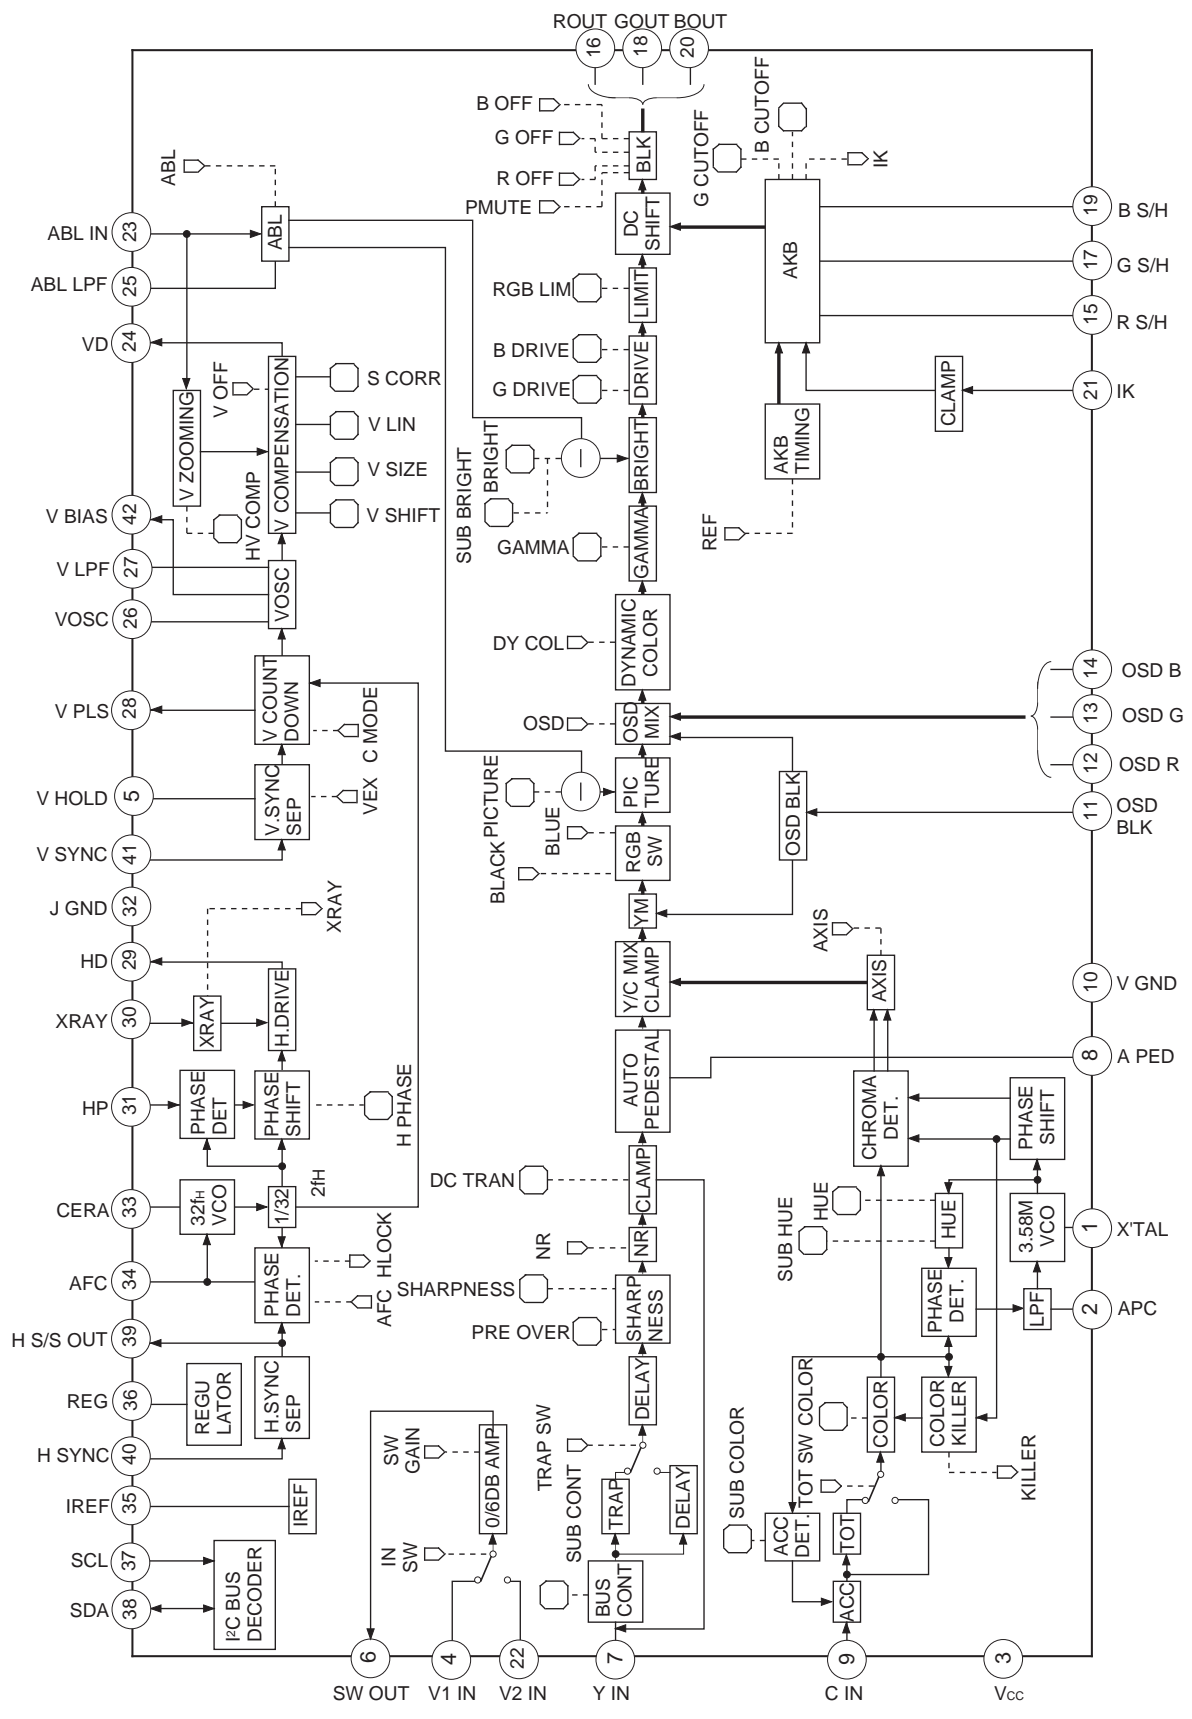 ROUT GOUT BOUT
16
18
20
B OFF
G OFF
R OFF
PMUTE
BLK
DC
SHIFT
G CUTOFF
B CUTOFF
IK
AKB
19
B S/H
17
G S/H
15
R S/H
21
IK
CLAMP
AKB
TIMING
REF
ABL
ABL IN
23
ABL
ABL LPF
25
VD
24
RGB LIM
LIMIT
B DRIVE
G DRIVE
DRIVE
V OFF
V ZOOMING
V COMPENSATION
S CORR
V LIN
V SIZE
V SHIFT
HV COMP
SUB BRIGHT
BRIGHT
BRIGHT
GAMMA
GAMMA
V BIAS
42
V LPF
27
VOSC
26
VOSC
DY COL
DYNAMIC
COLOR
V PLS
28
V COUNT
DOWN
C MODE
OSD
OSD
MIX
14
OSD B
13
OSD G
12
OSD R
11
OSD
BLK
OSD BLK
V HOLD
5
V.SYNC
SEP
VEX
PICTURE
PIC
TURE
V SYNC
41
BLACK
BLUE
RGB
SW
YM
J GND
32
XRAY
HD
29
XRAY
30
XRAY
H.DRIVE
Y/C MIX
CLAMP
AXIS
AXIS
10
V GND
8
A PED
HP
31
PHASE
DET
PHASE
SHIFT
H PHASE
AUTO
PEDESTAL
CHROMA
DET.
PHASE
SHIFT
CERA
33
32fH
VCO
1/32
2fH
DC TRAN
CLAMP
SUB HUE
HUE
HUE
3.58M
VCO
1
X'TAL
AFC
34
PHASE
DET.
HLOCK
AFC
NR
NR
SHARPNESS
PRE OVER
SHARP
NESS
PHASE
DET.
LPF
2
APC
H S/S OUT
39
REG
36
REGU
LATOR
H.SYNC
SEP
H SYNC
40
DELAY
SW
GAIN
0/6DB AMP
TRAP SW
SUB COLOR
TOT SW
COLOR
COLOR
COLOR
KILLER
KILLER
IREF
35
IREF
IN
SW
SUB CONT
TRAP
DELAY
ACC
DET.
TOT
SCL
37
SDA
38
I2C BUS
DECODER
BUS
CONT
ACC
6
SW OUT
4
V1 IN
22
V2 IN
7
Y IN
9
C IN
3
VCC